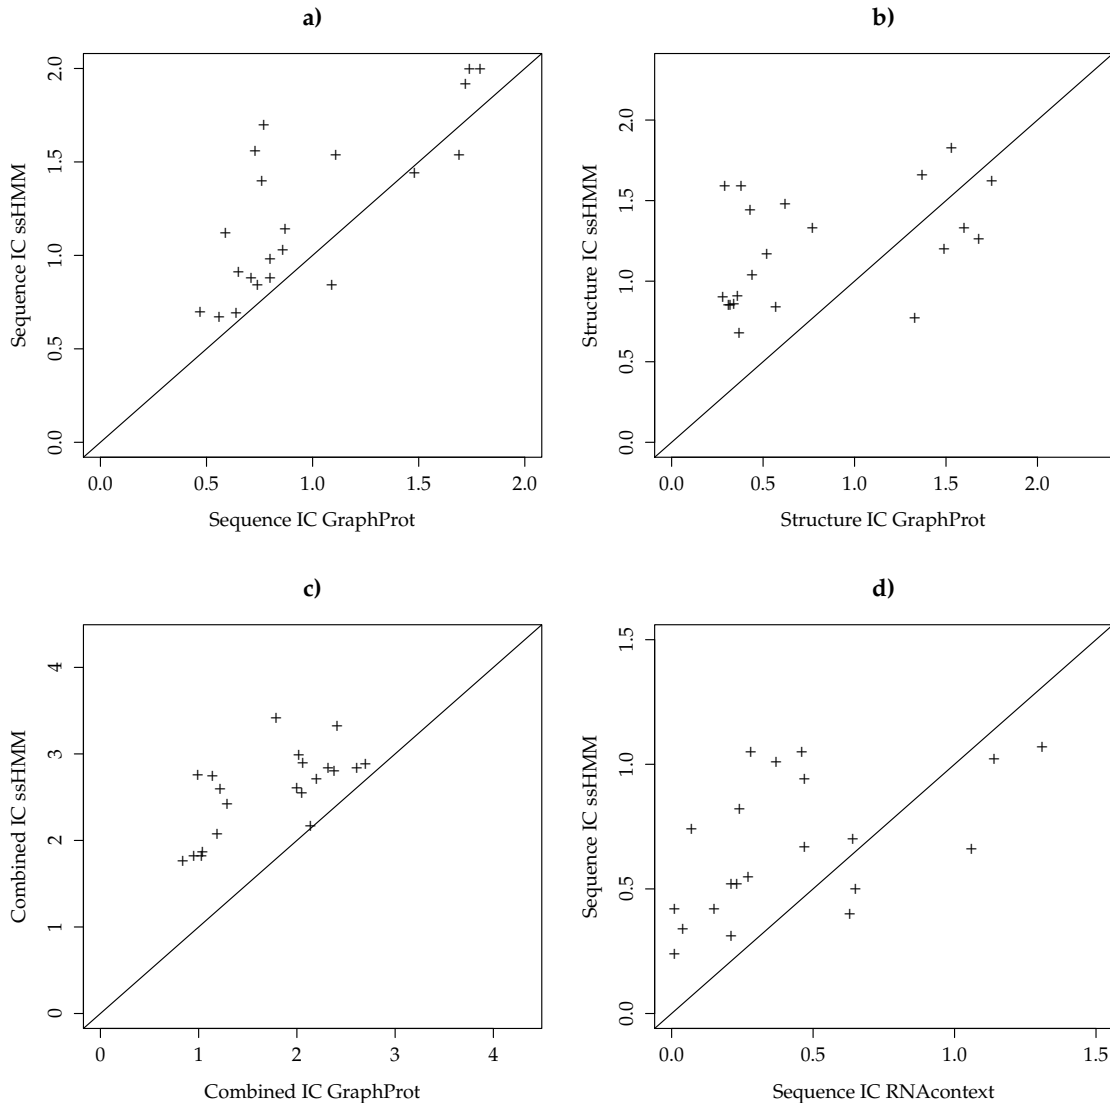 a)
2.0
1.5
1.0
0.5
0.0
Sequence IC ssHMM
0.0 0.5 1.0 1.5 2.0
Sequence IC GraphProt
b)
2.0
1.5
1.0
0.5
0.0
Structure IC ssHMM
0.0 0.5 1.0 1.5 2.0
Structure IC GraphProt
c)
4
3
2
1
0
Combined IC ssHMM
0 1 2 3 4
Combined IC GraphProt
d)
1.5
1.0
0.5
0.0
Sequence IC ssHMM
0.0 0.5 1.0 1.5
Sequence IC RNAcontext